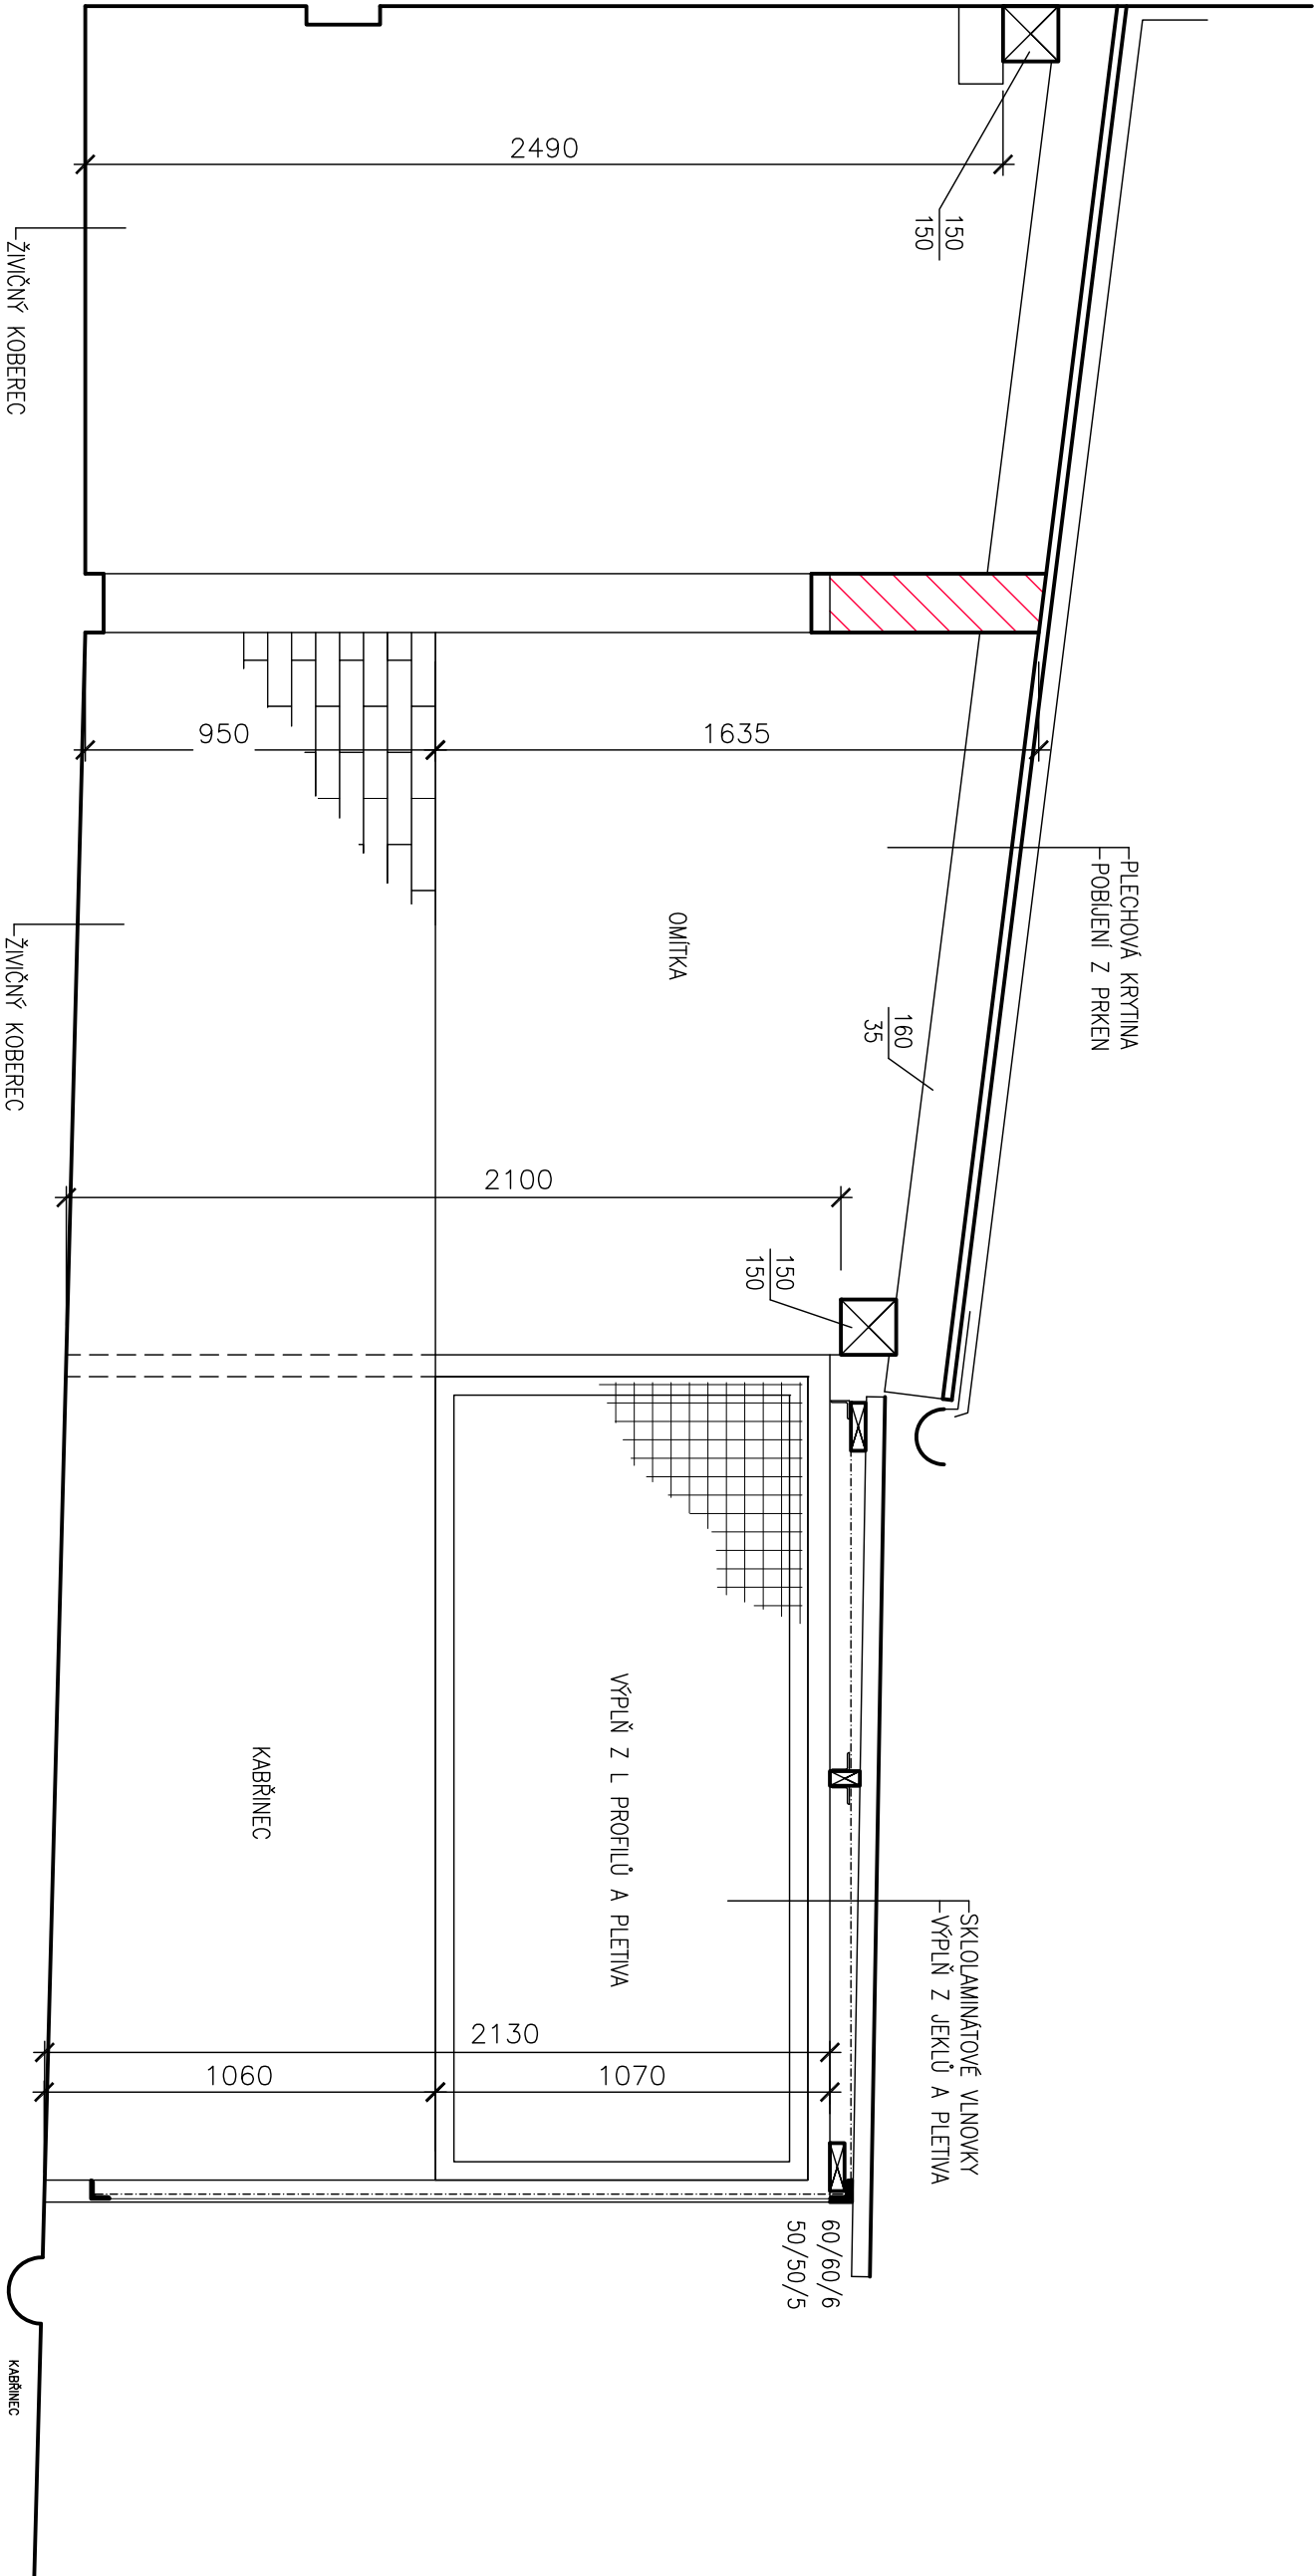 2490
150
150
ŽIVIČNÝ KOBEREC
950
1635
PLECHOVÁ KRYTINA
POBÍJENÍ Z PRKEN
OMÍTKA
160
35
ŽIVIČNÝ KOBEREC
2100
150
150
VÝPLŇ Z L PROFILŮ A PLETIVA
KABŘINEC
SKLOLAMINÁTOVÉ VLNOVKY
VÝPLŇ Z JEKLŮ A PLETIVA
2130
1060
1070
60/60/6
50/50/5
KABŘINEC